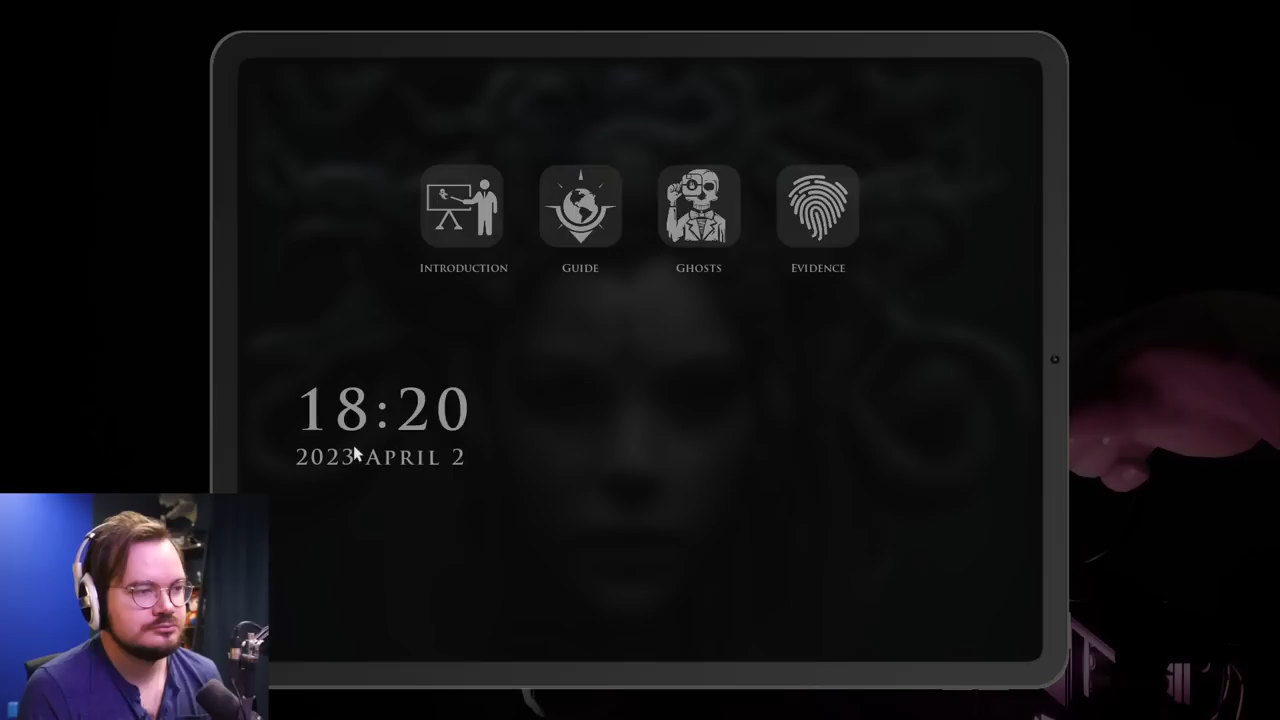 INTRODUCTION
GUIDE
GHOSTS
EVIDENCE
18:20
2023 APRIL 2